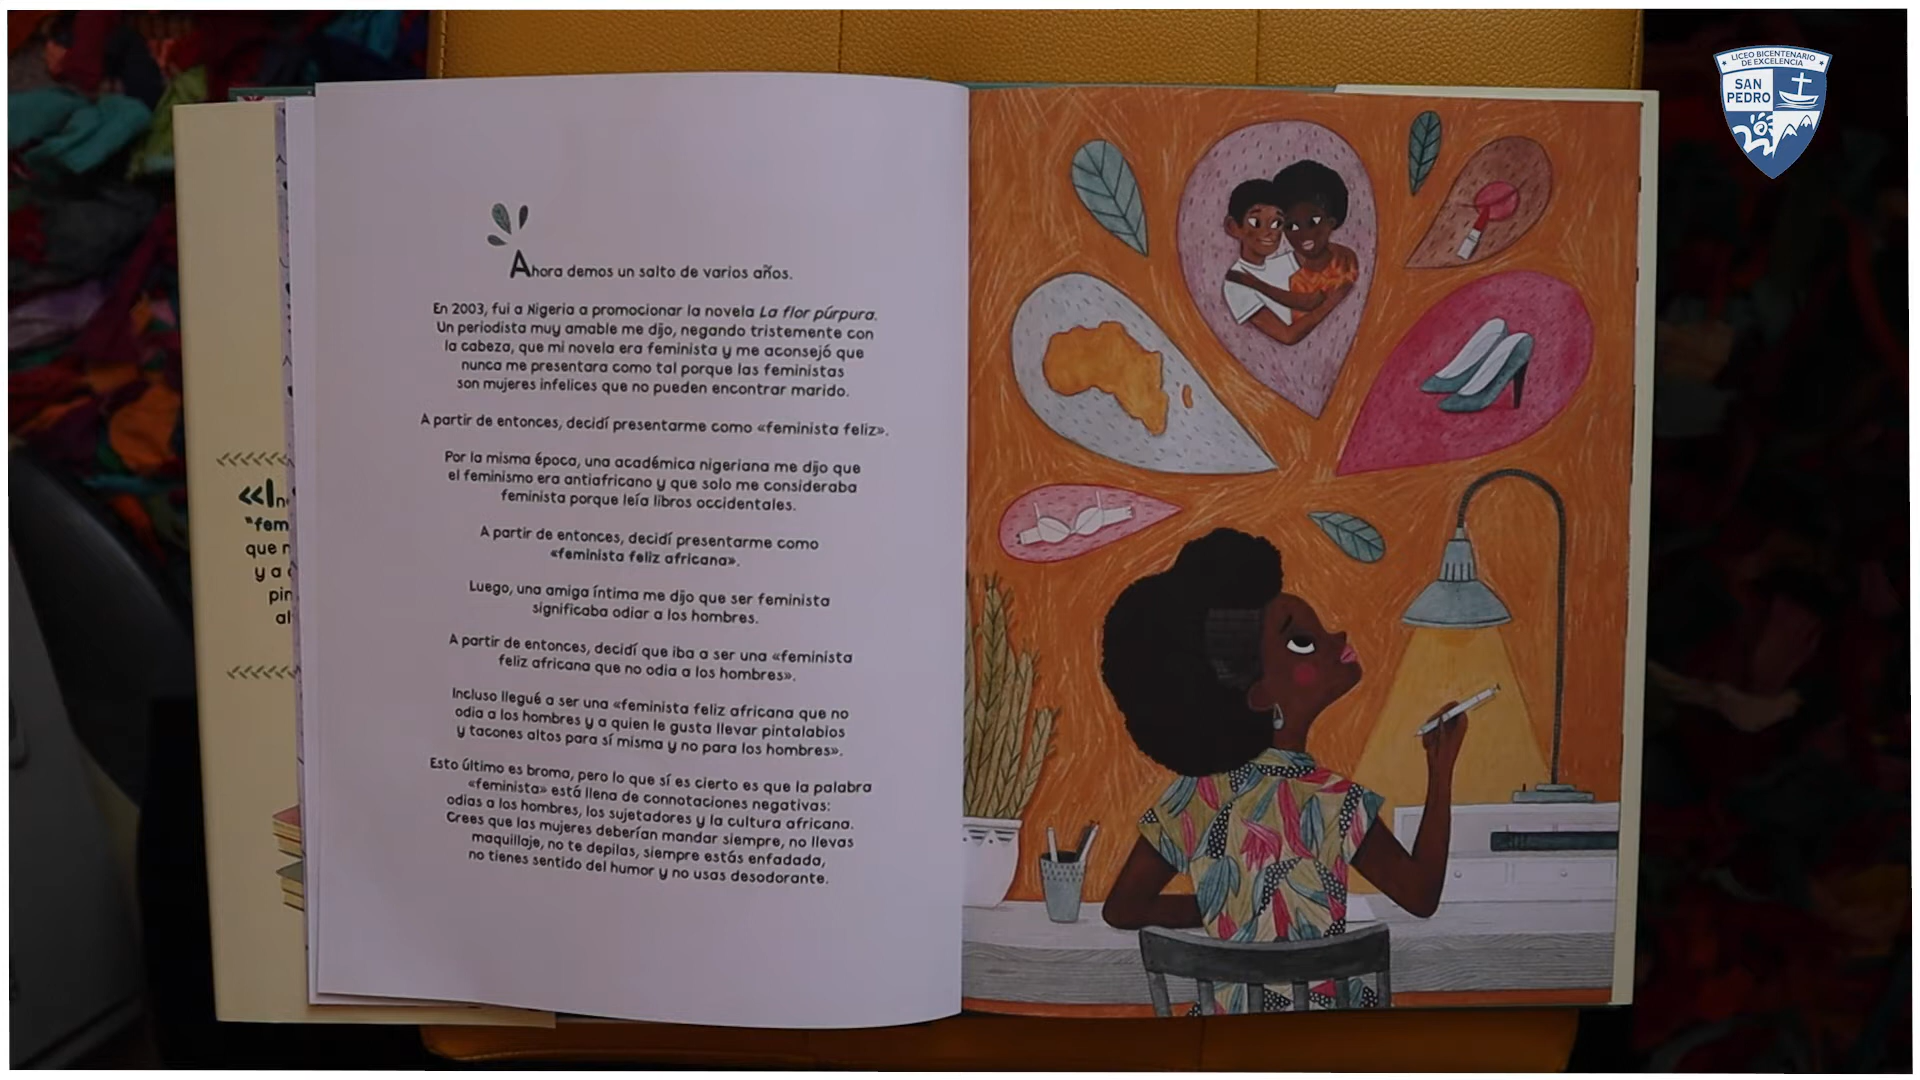 LICEO BICENTENARIO
DE EXCELENCIA
SAN
PEDRO
«In
"fem
que
y a
pin
al
Ahora demos un salto de varios años.
En 2003, fui a Nigeria a promocionar la novela La flor púrpura.
Un periodista muy amable me dijo, negando tristemente con
la cabeza, que mi novela era feminista y me aconsejó que
nunca me presentara como tal porque las feministas
son mujeres infelices que no pueden encontrar marido.
A partir de entonces, decidí presentarme como «feminista feliz».
Por la misma época, una académica nigeriana me dijo que
el feminismo era antiafricano y que solo me consideraba
feminista porque leía libros occidentales.
A partir de entonces, decidí presentarme como
«feminista feliz africana».
Luego, una amiga íntima me dijo que ser feminista
significaba odiar a los hombres.
A partir de entonces, decidí que iba a ser una «feminista
feliz africana que no odia a los hombres».
Incluso llegué a ser una «feminista feliz africana que no
odia a los hombres y a quien le gusta llevar pintalabios
y tacones altos para sí misma y no para los hombres».
Esto último es broma, pero lo que sí es cierto es que la palabra
«feminista» está llena de connotaciones negativas:
odias a los hombres, los sujetadores y la cultura africana.
Crees que las mujeres deberían mandar siempre, no llevas
maquillaje, no te depilas, siempre estás enfadada,
no tienes sentido del humor y no usas desodorante.